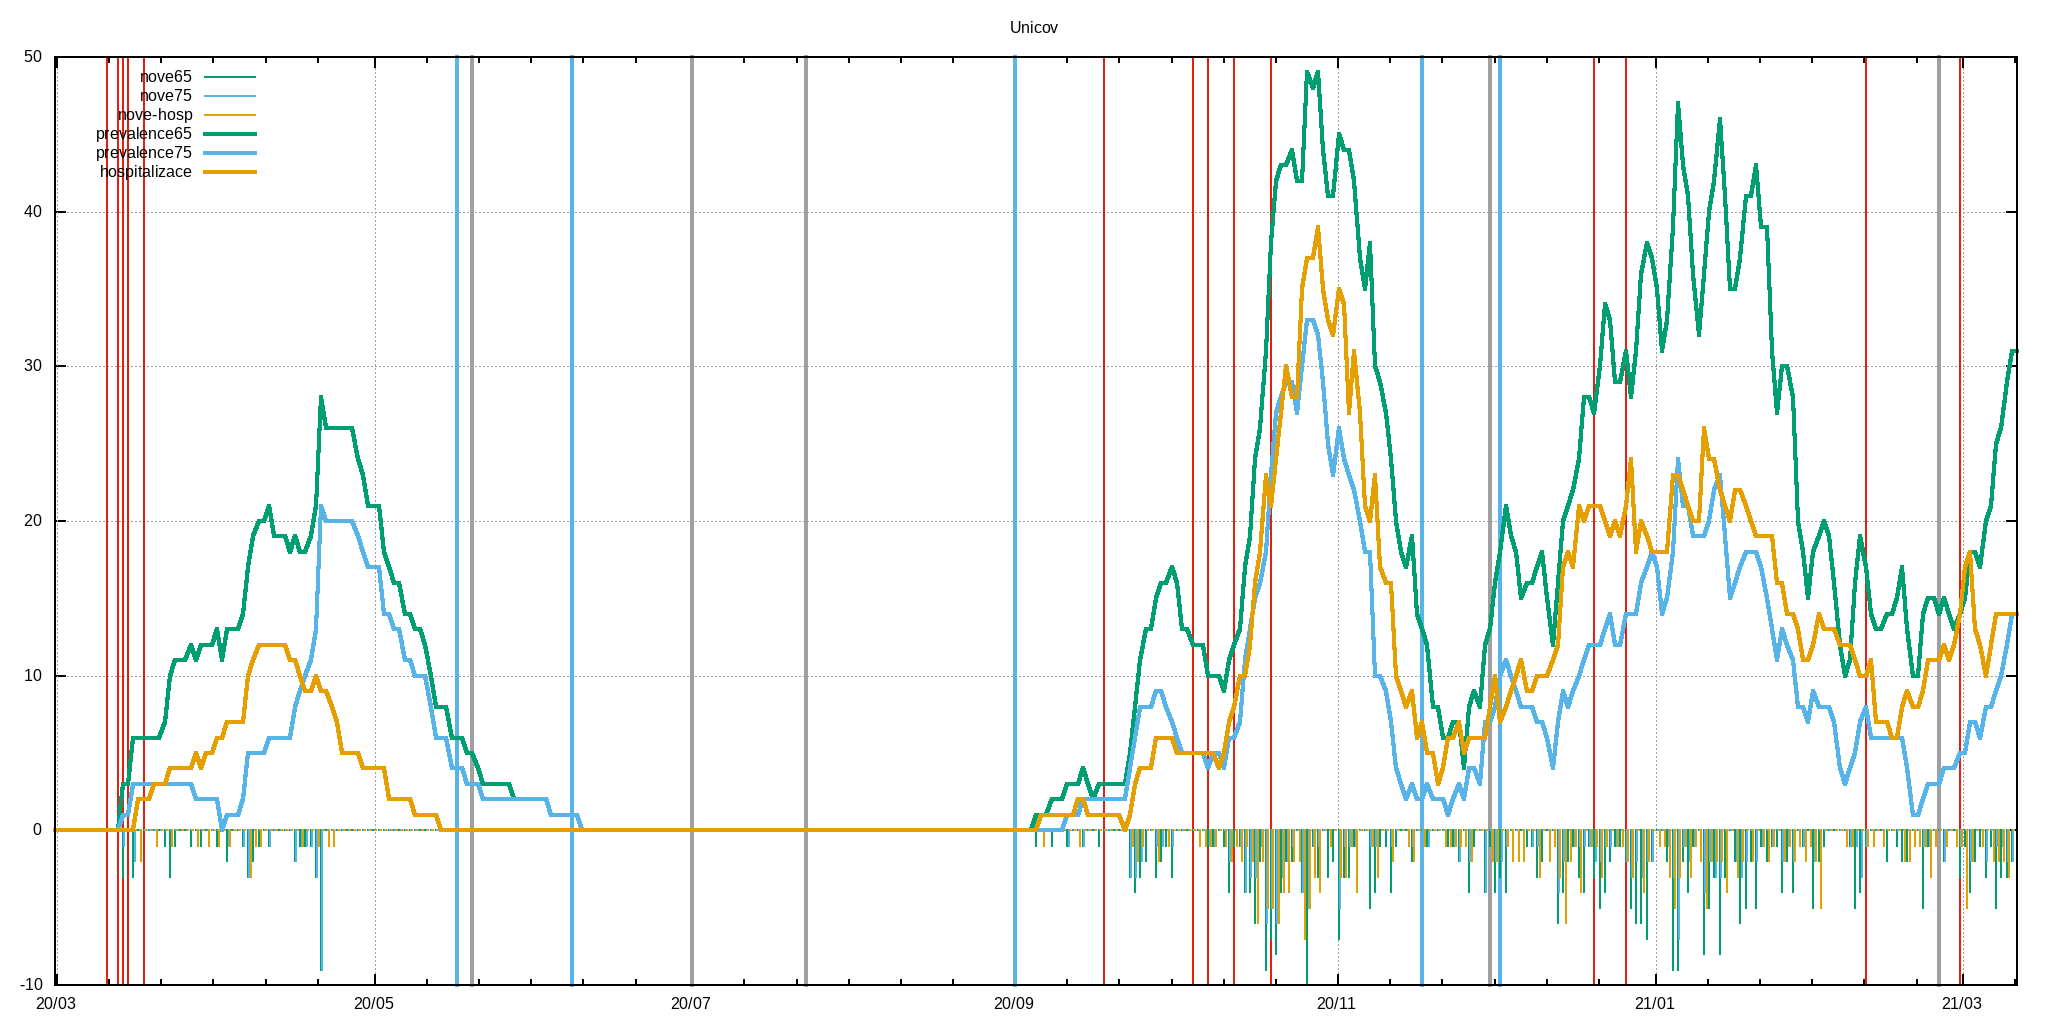 Unicov
50
nove65
nove75
nove-hosp
prevalence65
prevalence75
hospitalizace
40
30
20
10
0
-10
20/03 20/05 20/07 20/09 20/11 21/01 21/03